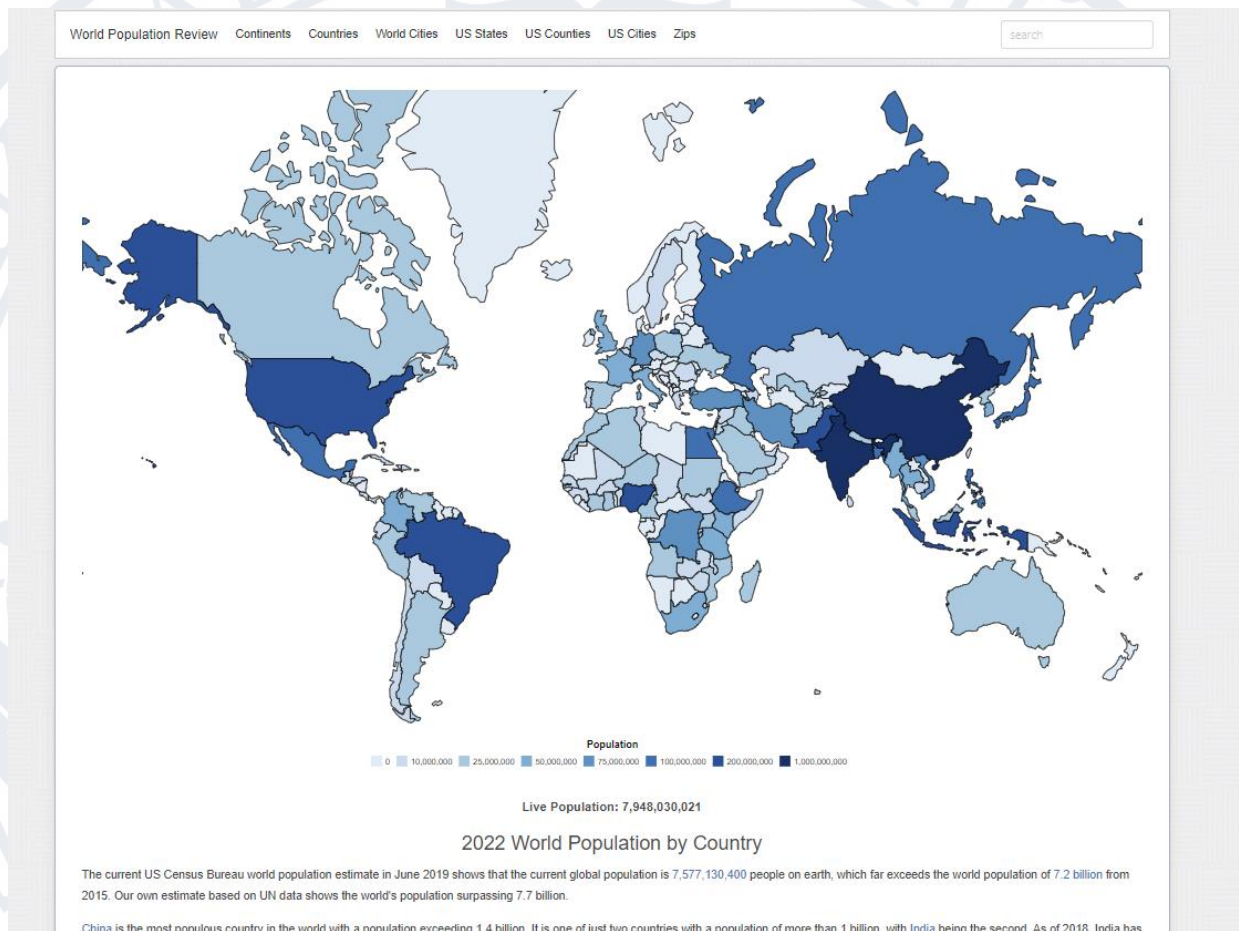 World Population Review Continents Countries World Cities US States US Counties US Cities Zips search
Population
0 10,000,000 25,000,000 50,000,000 75,000,000 100,000,000 200,000,000 1,000,000,000
Live Population: 7,948,030,021
2022 World Population by Country
The current US Census Bureau world population estimate in June 2019 shows that the current global population is 7,577,130,400 people on earth, which far exceeds the world population of 7.2 billion from
2015. Our own estimate based on UN data shows the world's population surpassing 7.7 billion.
China is the most populous country in the world with a population exceeding 1.4 billion. It is one of just two countries with a population of more than 1 billion, with India being the second. As of 2018, India has